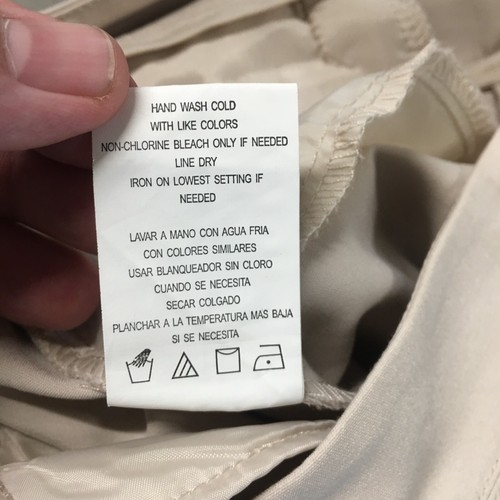 HAND WASH COLD
WITH LIKE COLORS
NON-CHLORINE BLEACH ONLY IF NEEDED
LINE DRY
IRON ON LOWEST SETTING IF
NEEDED
LAVAR A MANO CON AGUA FRIA
CON COLORES SIMILARES
USAR BLANQUEADOR SIN CLORO
CUANDO SE NECESITA
SECAR COLGADO
PLANCHAR A LA TEMPERATURA MAS BAJA
SI SE NECESITA